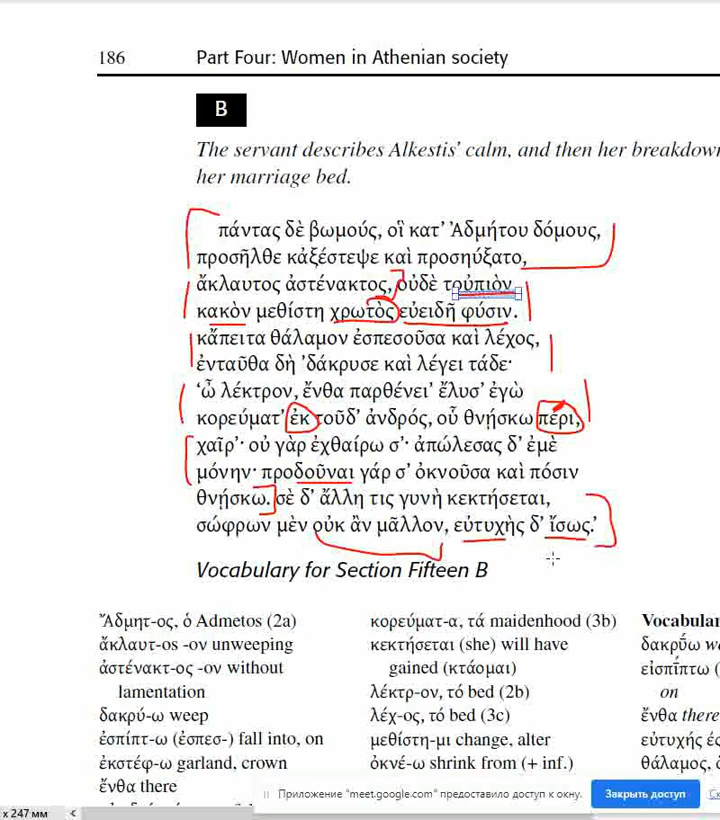 186 Part Four: Women in Athenian society
B
The servant describes Alkestis' calm, and then her breakdown
her marriage bed.
πάντας δὲ βωμούς, οἳ κατ' Ἀδμήτου δόμους,
προσῆλθε κἀξέστεψε καὶ προσηύξατο,
ἄκλαυτος ἀστένακτος, οὐδὲ τοὐπιὸν
κακὸν μεθίστη χρωτὸς εὐειδῆ φύσιν.
κἄπειτα θάλαμον ἐσπεσοῦσα καὶ λέχος,
ἐνταῦθα δὴ 'δάκρυσε καὶ λέγει τάδε·
'ὦ λέκτρον, ἔνθα παρθένει' ἔλυσ' ἐγὼ
κορεύματ' ἐκ τοῦδ' ἀνδρός, οὗ θνῄσκω πέρι,
χαῖρ'· οὐ γὰρ ἐχθαίρω σ'· ἀπώλεσας δ' ἐμὲ
μόνην· προδοῦναι γάρ σ' ὀκνοῦσα καὶ πόσιν
θνῄσκω. σὲ δ' ἄλλη τις γυνὴ κεκτήσεται,
σώφρων μὲν οὐκ ἂν μᾶλλον, εὐτυχὴς δ' ἴσως.'
Vocabulary for Section Fifteen B
Ἄδμητ-ος, ὁ Admetos (2a)
ἄκλαυτ-os -ον unweeping
ἀστένακτ-ος -ον without
lamentation
δακρύ-ω weep
ἐσπίπτ-ω (ἐσπεσ-) fall into, on
ἐκστέφ-ω garland, crown
ἔνθα there
κορεύματ-α, τά maidenhood (3b)
κεκτήσεται (she) will have
gained (κτάομαι)
λέκτρ-ον, τό bed (2b)
λέχ-ος, τό bed (3c)
μεθίστη-μι change, alter
ὀκνέ-ω shrink from (+ inf.)
Vocabular
δακρύω w
εἰσπίπτω (
on
ἔνθα there
εὐτυχής ές
θάλαμος, ὁ
Приложение "meet.google.com" предоставило доступ к окну.
Закрыть доступ
Ск
x 247 мм